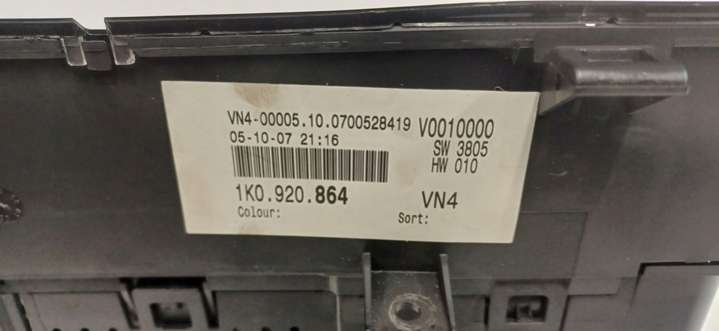 VN4-00005.10.0700528419 V0010000
05-10-07 21:16 SW 3805
HW 010
1K0.920.864 VN4
Colour: Sort: